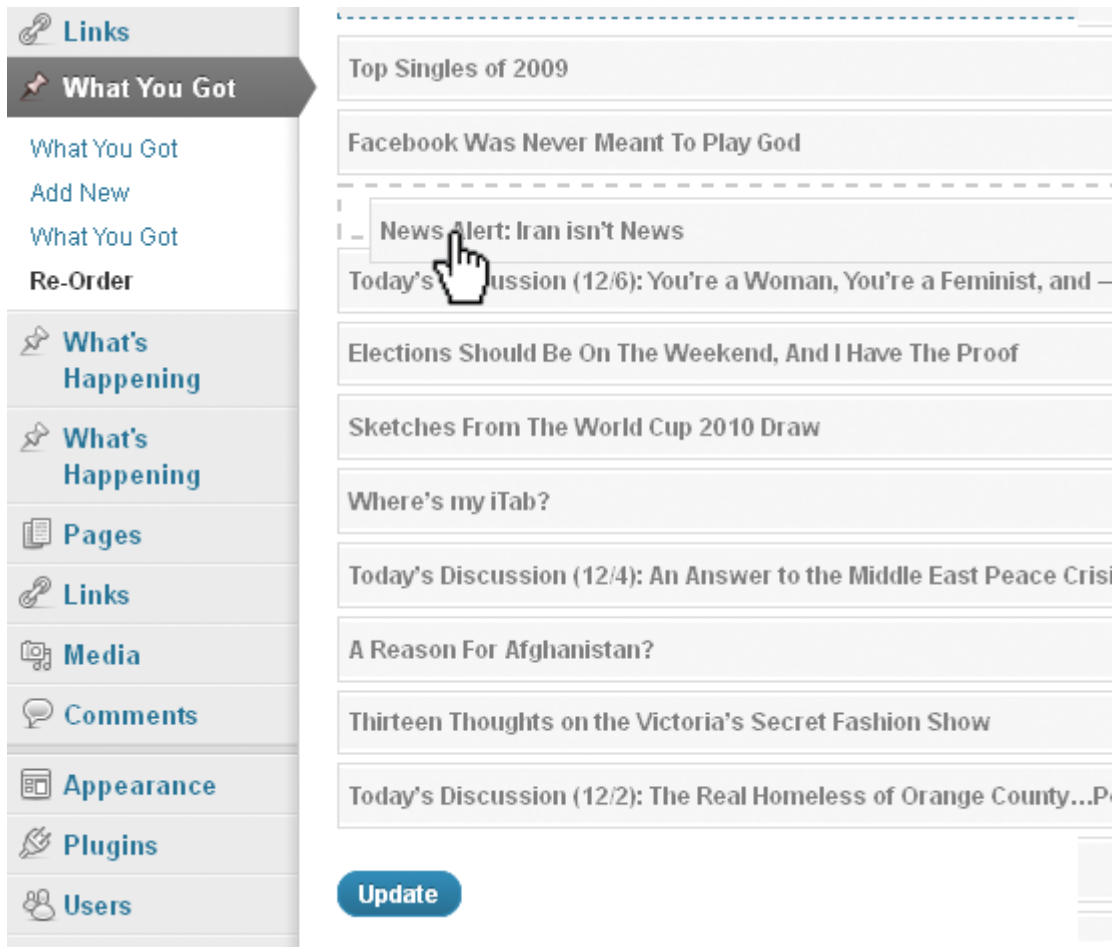 Links
What You Got
What You Got
Add New
What You Got
Re-Order
What's
Happening
What's
Happening
Pages
Links
Media
Comments
Appearance
Plugins
Users
Top Singles of 2009
Facebook Was Never Meant To Play God
News Alert: Iran isn't News
Today's ussion (12/6): You're a Woman, You're a Feminist, and —
Elections Should Be On The Weekend, And I Have The Proof
Sketches From The World Cup 2010 Draw
Where's my iTab?
Today's Discussion (12/4): An Answer to the Middle East Peace Crisi
A Reason For Afghanistan?
Thirteen Thoughts on the Victoria's Secret Fashion Show
Today's Discussion (12/2): The Real Homeless of Orange County...P
Update